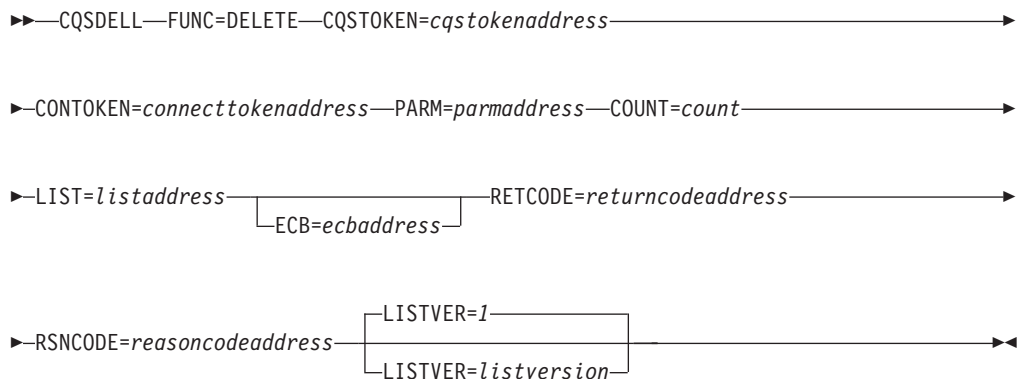 CQSDELL FUNC=DELETE CQSTOKEN=cqstokenaddress
CONTOKEN=connecttokenaddress PARM=parmaddress COUNT=count
LIST=listaddress RETCODE=returncodeaddress
ECB=ecbaddress
LISTVER=1
RSNCODE=reasoncodeaddress
LISTVER=listversion